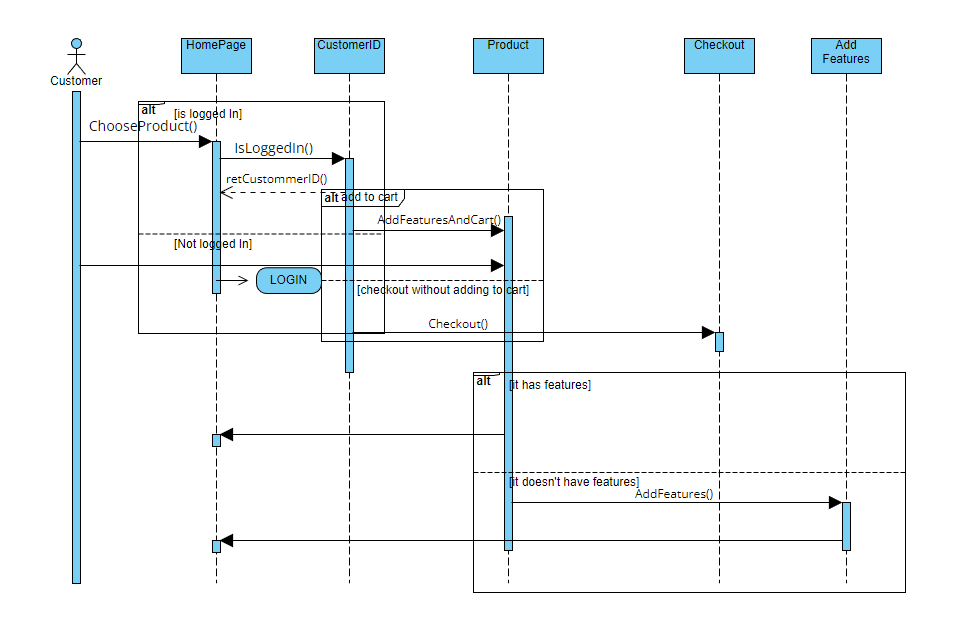 HomePage
CustomerID
Product
Checkout
Add
Features
Customer
alt
[is logged In]
ChooseProduct()
IsLoggedIn()
retCustommerID()
alt add to cart
AddFeaturesAndCart()
[Not logged In]
LOGIN
[checkout without adding to cart]
Checkout()
alt
[it has features]
[it doesn't have features]
AddFeatures()